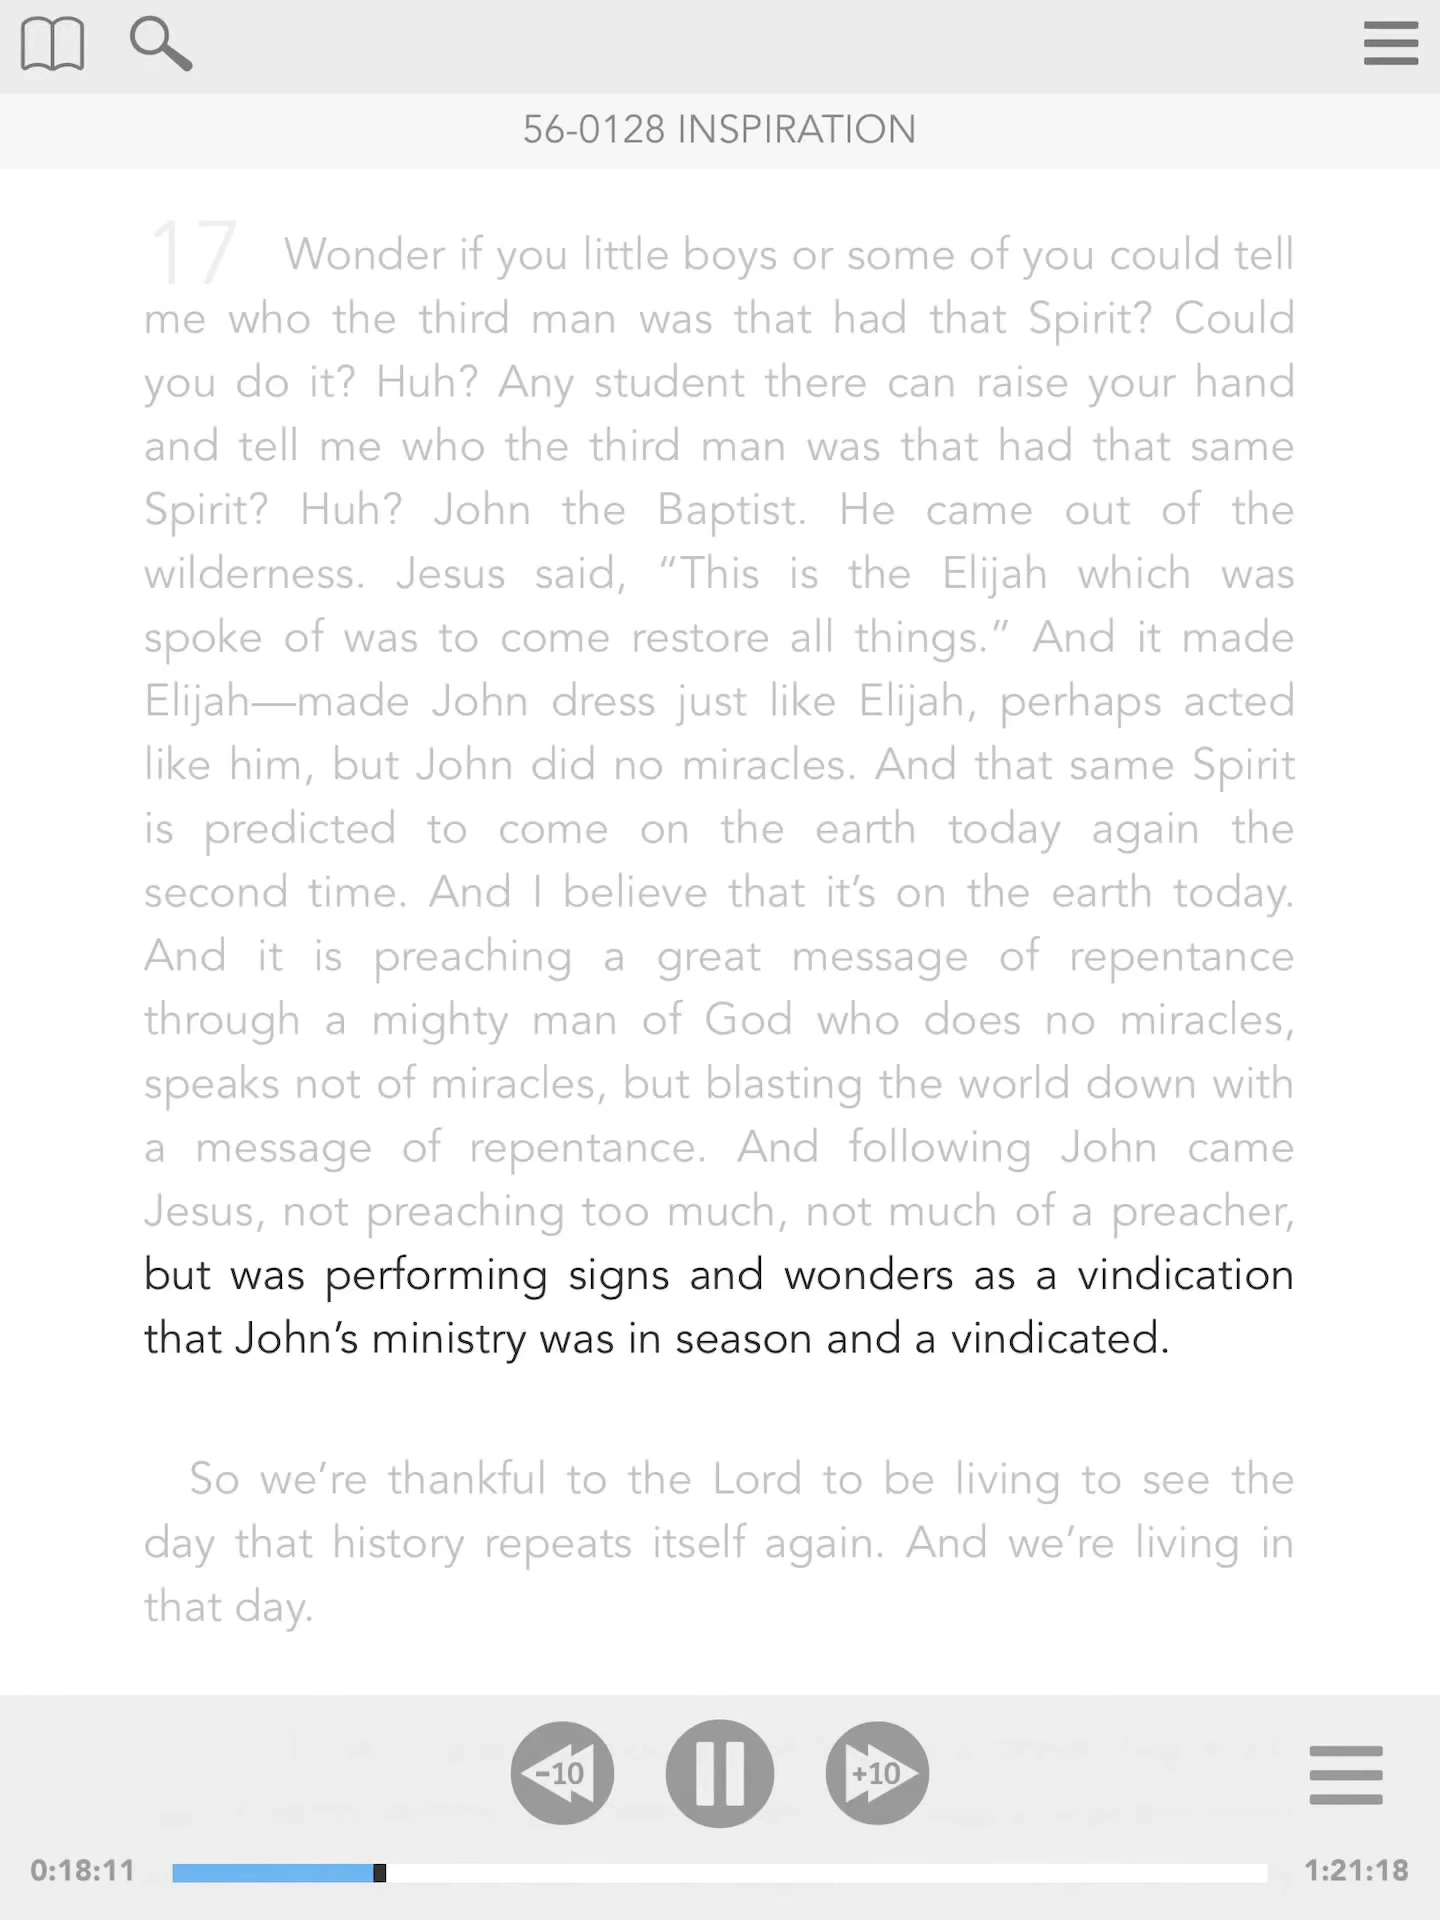 56-0128 INSPIRATION
17 Wonder if you little boys or some of you could tell
me who the third man was that had that Spirit? Could
you do it? Huh? Any student there can raise your hand
and tell me who the third man was that had that same
Spirit? Huh? John the Baptist. He came out of the
wilderness. Jesus said, “This is the Elijah which was
spoke of was to come restore all things.” And it made
Elijah—made John dress just like Elijah, perhaps acted
like him, but John did no miracles. And that same Spirit
is predicted to come on the earth today again the
second time. And I believe that it’s on the earth today.
And it is preaching a great message of repentance
through a mighty man of God who does no miracles,
speaks not of miracles, but blasting the world down with
a message of repentance. And following John came
Jesus, not preaching too much, not much of a preacher,
but was performing signs and wonders as a vindication
that John’s ministry was in season and a vindicated.
So we’re thankful to the Lord to be living to see the
day that history repeats itself again. And we’re living in
that day.
-10 +10
0:18:11 1:21:18